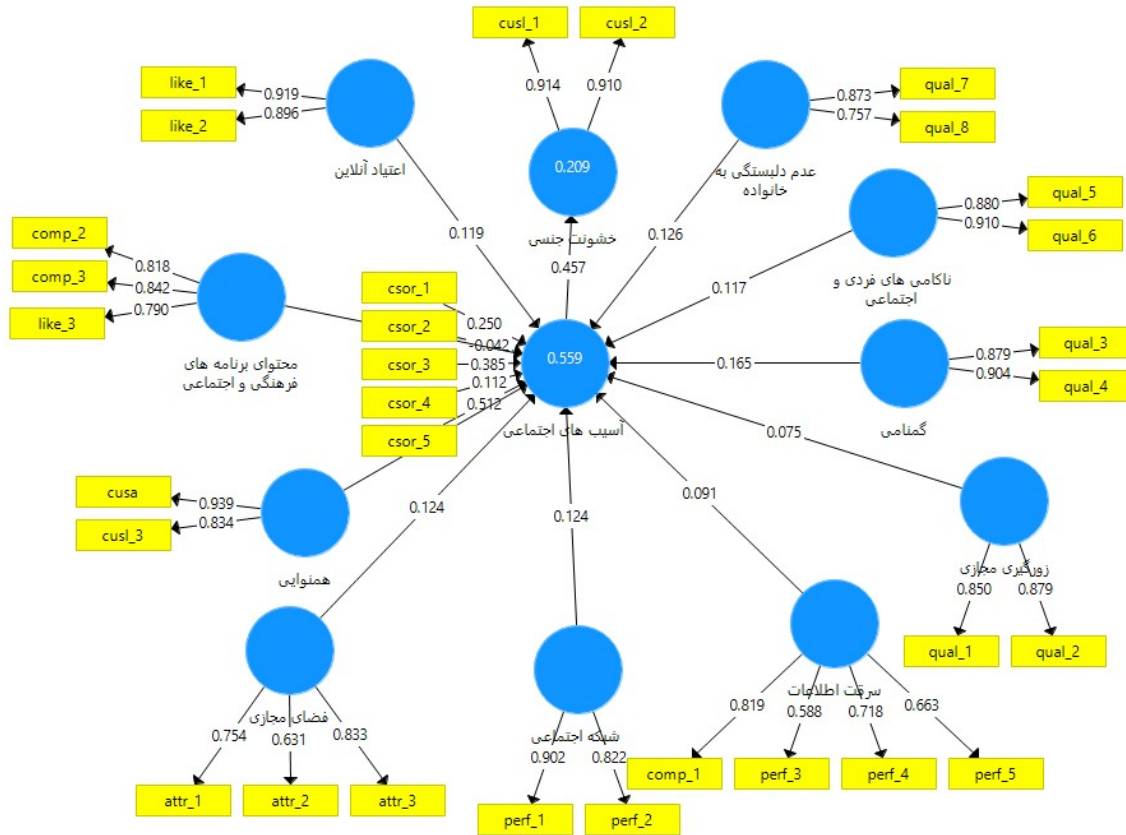 cusl_1
cusl_2
0.914
0.910
0.209
خشونت جنسی
0.457
like_1
like_2
0.919
0.896
اعتیاد آنلاین
0.119
qual_7
qual_8
0.873
0.757
عدم دلبستگی به
خانواده
0.126
qual_5
qual_6
0.880
0.910
ناکامی های فردی و
اجتماعی
0.117
comp_2
comp_3
like_3
0.818
0.842
0.790
محتوای برنامه های
فرهنگی و اجتماعی
csor_1
csor_2
csor_3
csor_4
csor_5
0.250
-0.042
0.385
0.112
0.512
0.559
آسیب های اجتماعی
qual_3
qual_4
0.879
0.904
گمنامی
0.165
cusa
cusl_3
0.939
0.834
همنوایی
0.075
زورگیری مجازی
0.850
0.879
qual_1
qual_2
0.124
فضای مجازی
0.754
0.631
0.833
attr_1
attr_2
attr_3
0.124
شبکه اجتماعی
0.902
0.822
perf_1
perf_2
0.091
سرقت اطلاعات
0.819
0.588
0.718
0.663
comp_1
perf_3
perf_4
perf_5